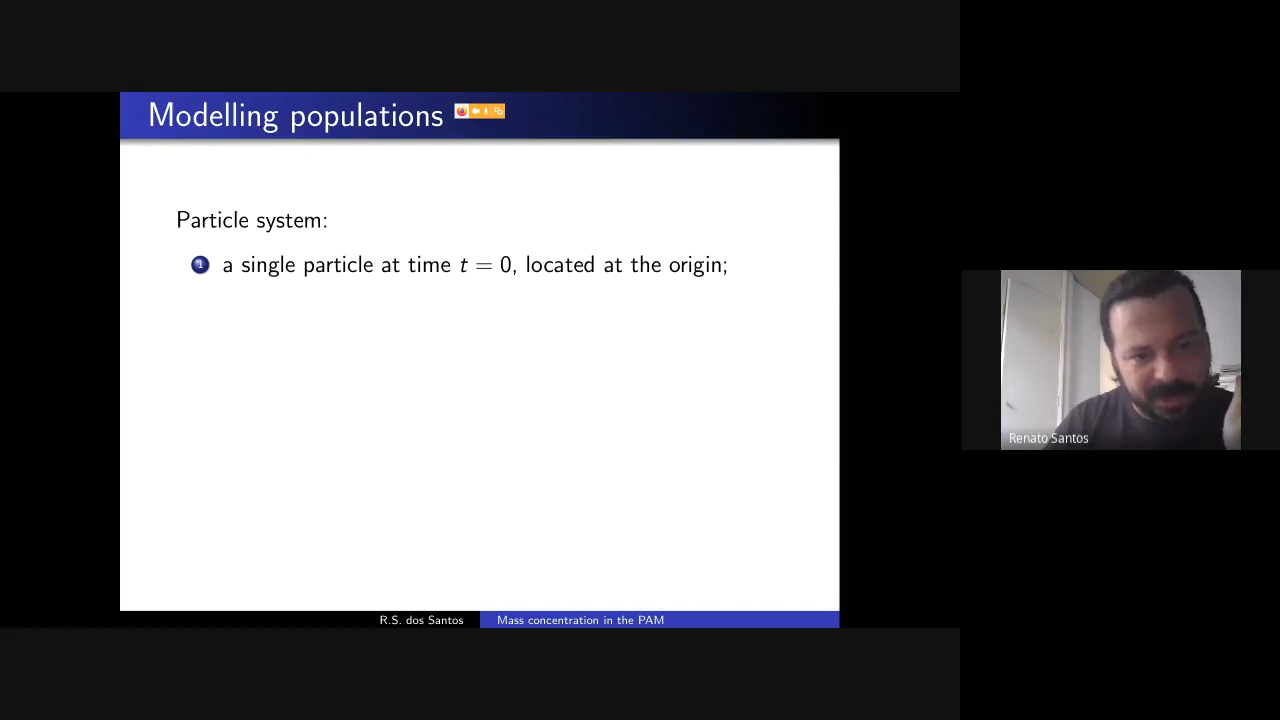 Modelling populations
Particle system:
1 a single particle at time t = 0, located at the origin;
Renato Santos
R.S. dos Santos Mass concentration in the PAM